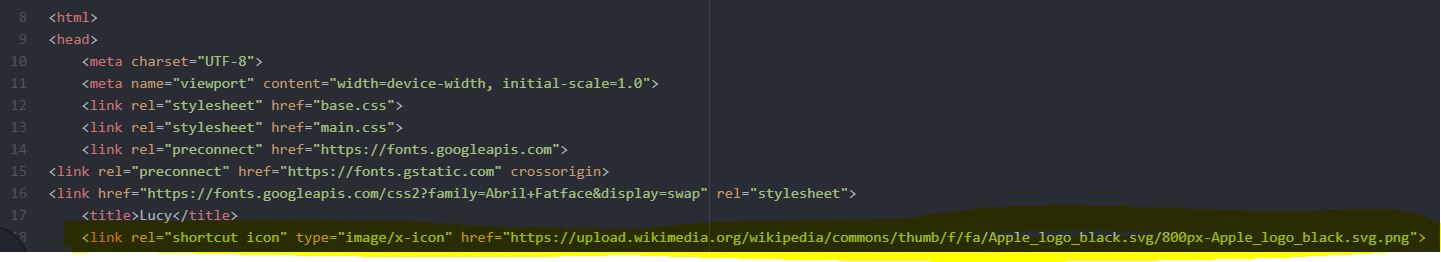 8 <html>
9 <head>
10 <meta charset="UTF-8">
11 <meta name="viewport" content="width=device-width, initial-scale=1.0">
12 <link rel="stylesheet" href="base.css">
13 <link rel="stylesheet" href="main.css">
14 <link rel="preconnect" href="https://fonts.googleapis.com">
15 <link rel="preconnect" href="https://fonts.gstatic.com" crossorigin>
16 <link href="https://fonts.googleapis.com/css2?family=Abril+Fatface&display=swap" rel="stylesheet">
17 <title>Lucy</title>
18 <link rel="shortcut icon" type="image/x-icon" href="https://upload.wikimedia.org/wikipedia/commons/thumb/f/fa/Apple_logo_black.svg/800px-Apple_logo_black.svg.png">